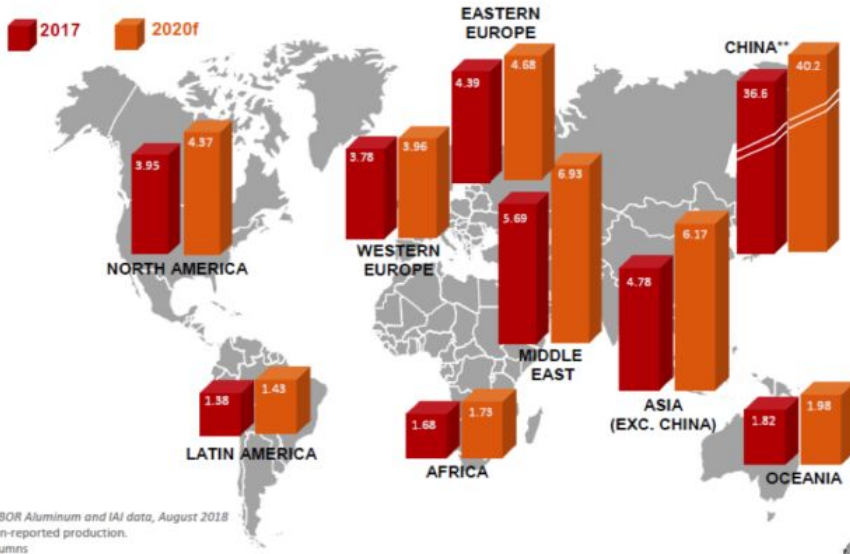 2017
2020f
EASTERN
EUROPE
4.39
4.68
CHINA**
36.6
40.2
3.95
4.37
NORTH AMERICA
3.78
3.96
WESTERN
EUROPE
5.69
6.93
MIDDLE
EAST
4.78
6.17
ASIA
(EXC. CHINA)
1.38
1.43
LATIN AMERICA
1.68
1.73
AFRICA
1.82
1.98
OCEANIA
BOR Aluminum and IAI data, August 2018
n-reported production.
umns